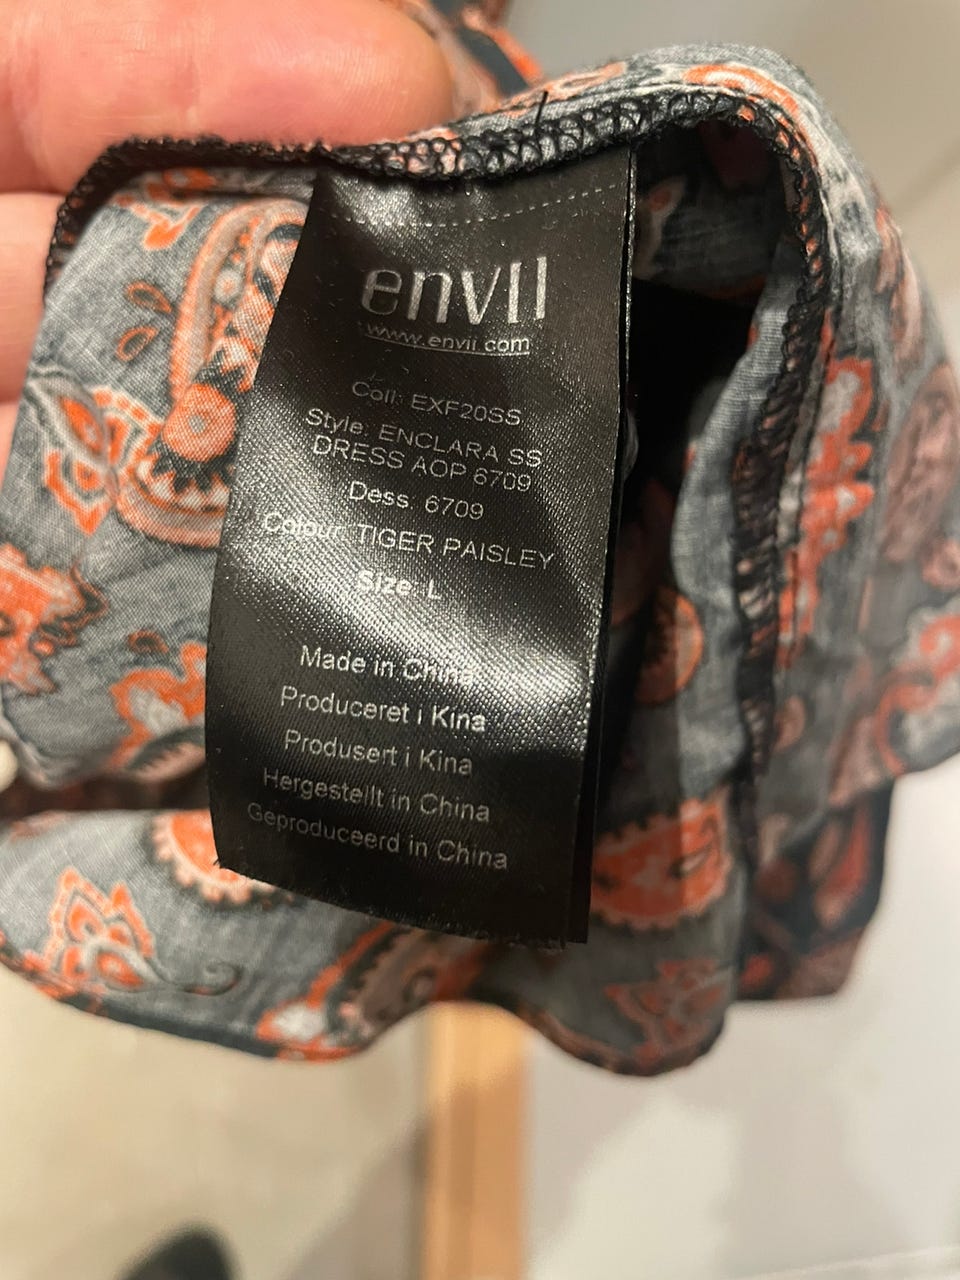 envii
www.envii.com
Coll: EXF20SS
Style: ENCLARA SS
DRESS AOP 6709
Dess. 6709
Colour: TIGER PAISLEY
Size: L
Made in China
Produceret i Kina
Produsert i Kina
Hergestellt in China
Geproduceerd in China